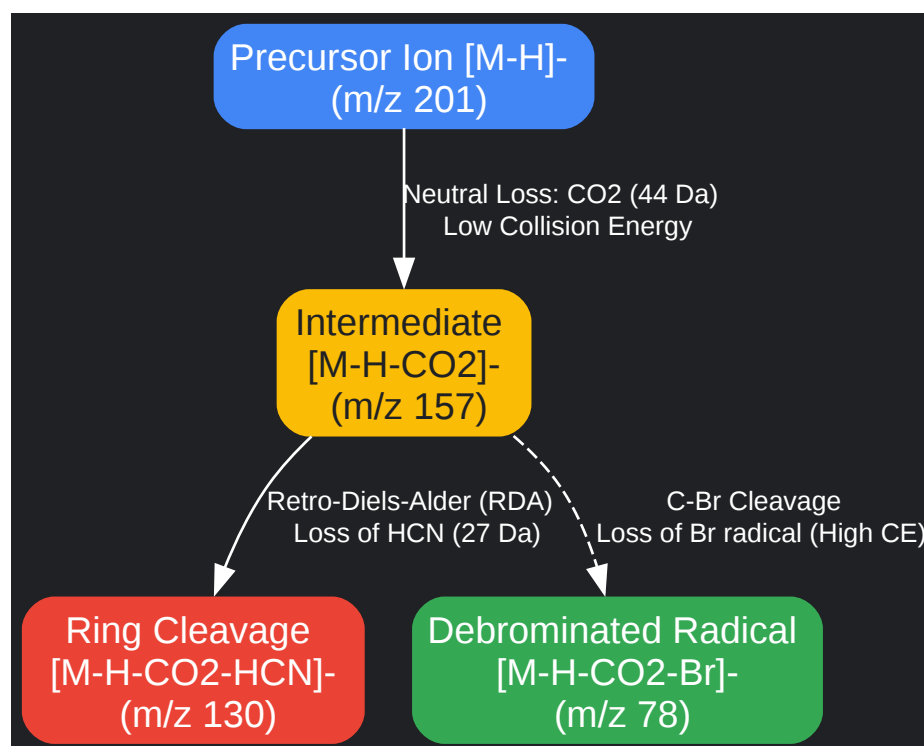 Precursor Ion [M-H]-
(m/z 201)
Neutral Loss: CO2 (44 Da)
Low Collision Energy
Intermediate
[M-H-CO2]-
(m/z 157)
Retro-Diels-Alder (RDA)
Loss of HCN (27 Da)
C-Br Cleavage
Loss of Br radical (High CE)
Ring Cleavage
[M-H-CO2-HCN]-
(m/z 130)
Debrominated Radical
[M-H-CO2-Br]-
(m/z 78)